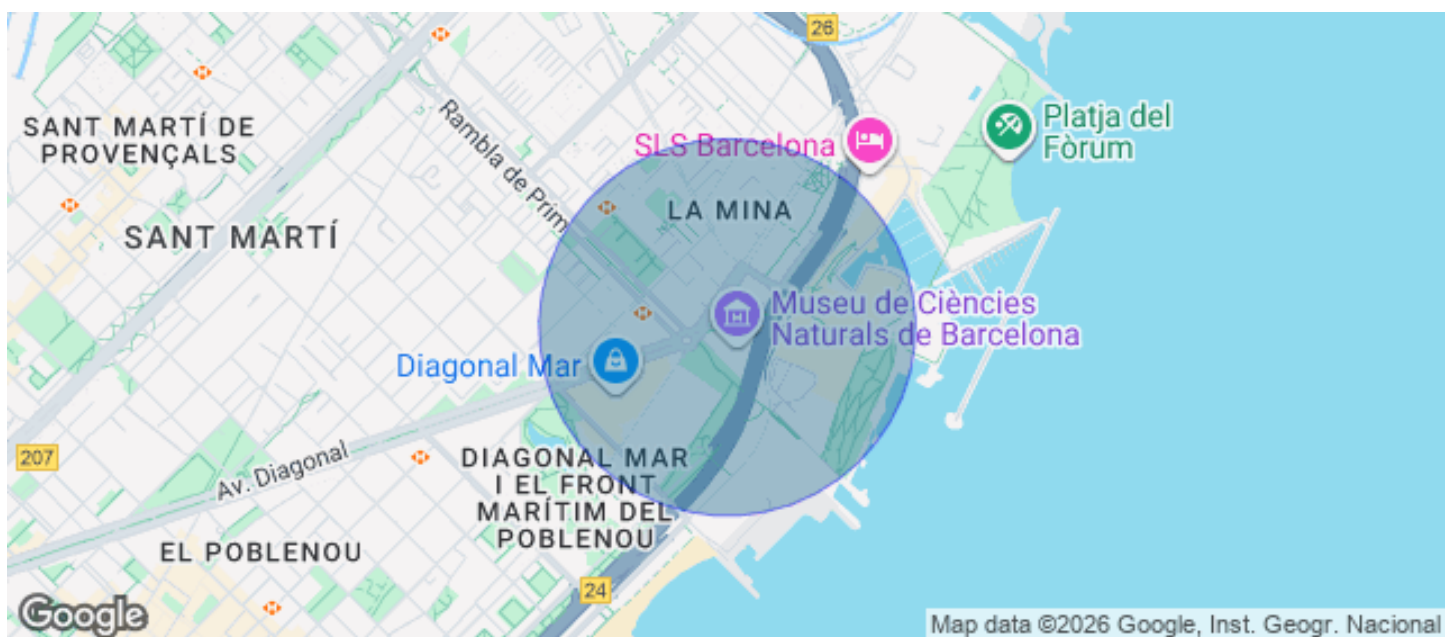 26
Platja del
Fòrum
SLS Barcelona
SANT MARTÍ DE
PROVENÇALS
Rambla de Prim
LA MINA
SANT MARTÍ
Museu de Ciències
Naturals de Barcelona
Diagonal Mar
207
Av. Diagonal
DIAGONAL MAR
I EL FRONT
MARÍTIM DEL
POBLENOU
EL POBLENOU
24
Google
Map data ©2026 Google, Inst. Geogr. Nacional